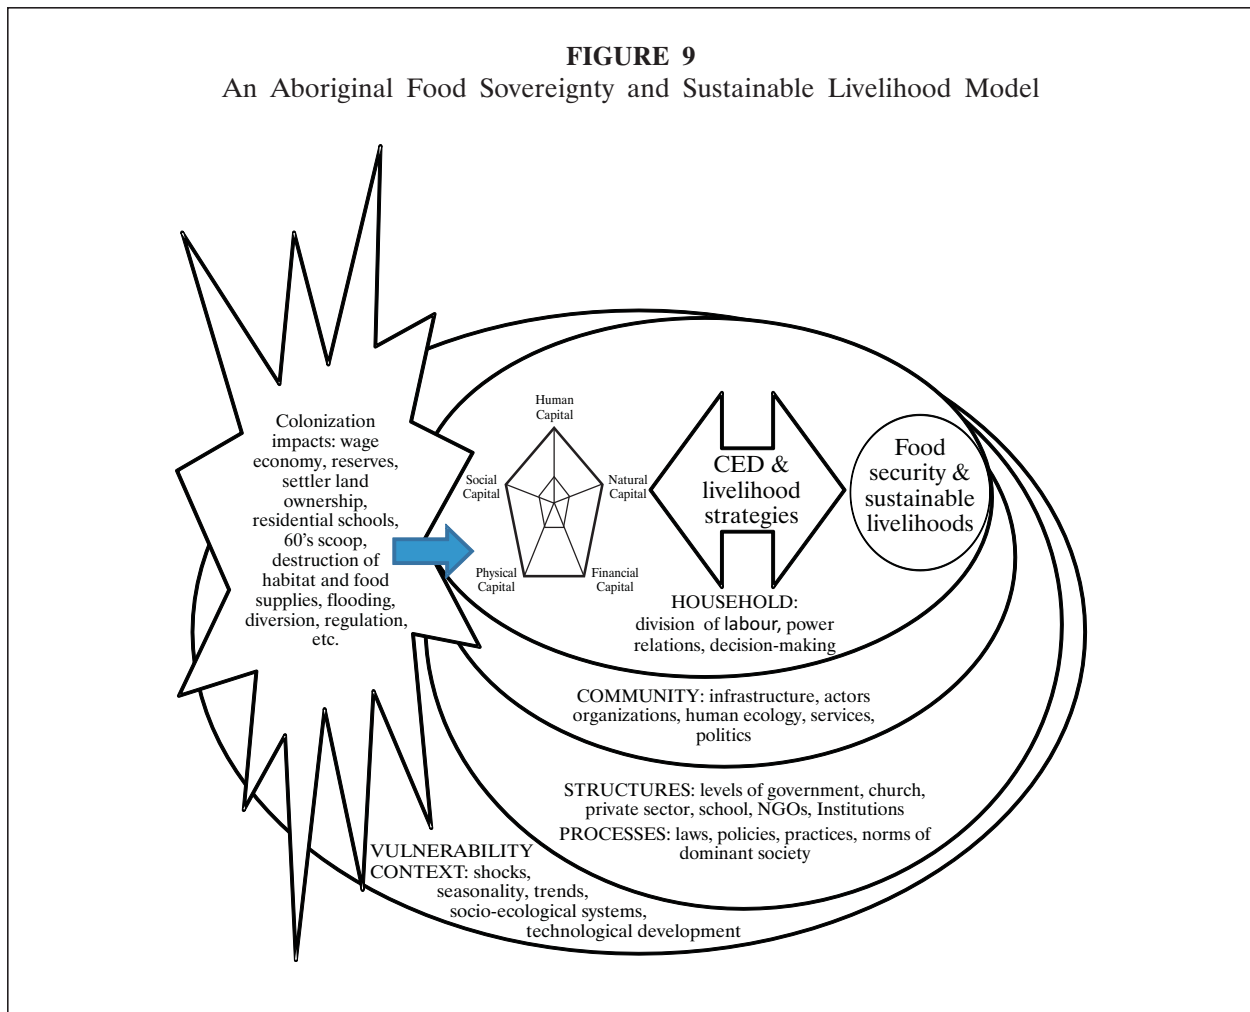 FIGURE 9
An Aboriginal Food Sovereignty and Sustainable Livelihood Model
Colonization
impacts: wage
economy, reserves,
settler land
ownership,
residential schools,
60's scoop,
destruction of
habitat and food
supplies, flooding,
diversion, regulation,
etc.
Human
Capital
Social
Capital
Natural
Capital
Physical
Capital
Financial
Capital
CED &
livelihood
strategies
Food
security &
sustainable
livelihoods
HOUSEHOLD:
division of labour, power
relations, decision-making
COMMUNITY: infrastructure, actors
organizations, human ecology, services,
politics
STRUCTURES: levels of government, church,
private sector, school, NGOs, Institutions
PROCESSES: laws, policies, practices, norms of
dominant society
VULNERABILITY
CONTEXT: shocks,
seasonality, trends,
socio-ecological systems,
technological development